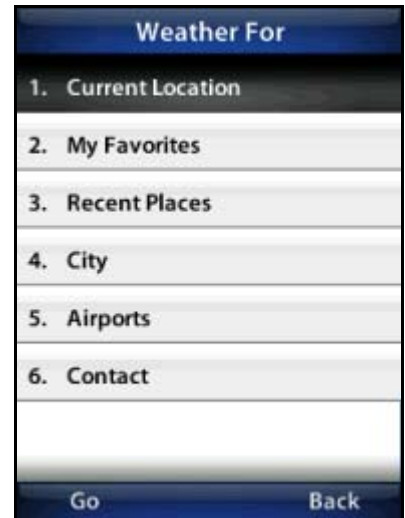 Weather For
1. Current Location
2. My Favorites
3. Recent Places
4. City
5. Airports
6. Contact
Go Back